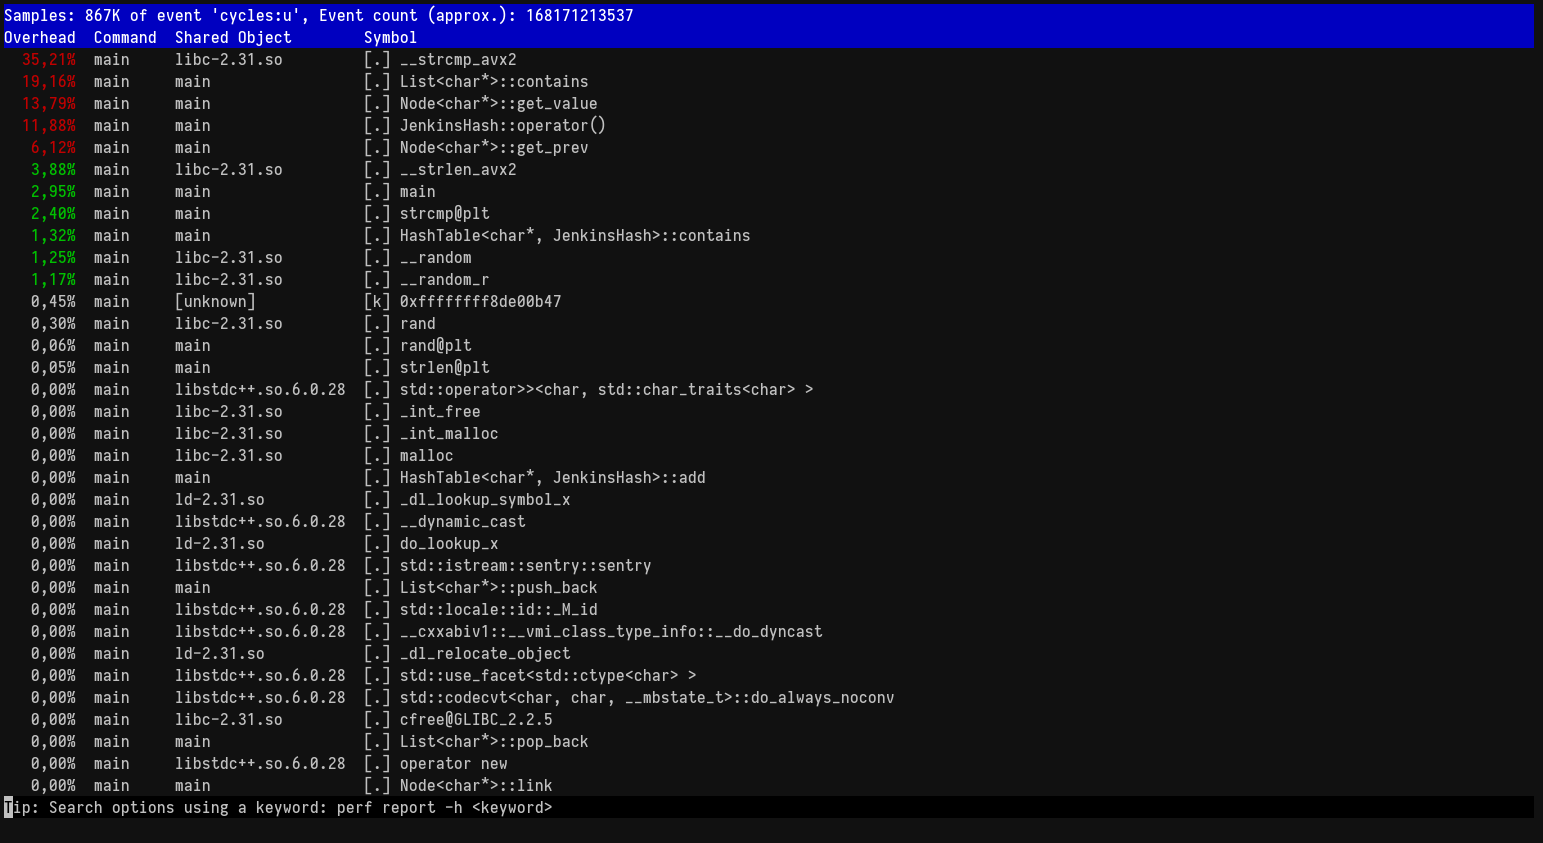 Samples: 867K of event 'cycles:u', Event count (approx.): 168171213537
Overhead  Command  Shared Object        Symbol
  35,21%  main     libc-2.31.so         [.] __strcmp_avx2
  19,16%  main     main                 [.] List<char*>::contains
  13,79%  main     main                 [.] Node<char*>::get_value
  11,88%  main     main                 [.] JenkinsHash::operator()
   6,12%  main     main                 [.] Node<char*>::get_prev
   3,88%  main     libc-2.31.so         [.] __strlen_avx2
   2,95%  main     main                 [.] main
   2,40%  main     main                 [.] strcmp@plt
   1,32%  main     main                 [.] HashTable<char*, JenkinsHash>::contains
   1,25%  main     libc-2.31.so         [.] __random
   1,17%  main     libc-2.31.so         [.] __random_r
   0,45%  main     [unknown]            [k] 0xffffffff8de00b47
   0,30%  main     libc-2.31.so         [.] rand
   0,06%  main     main                 [.] rand@plt
   0,05%  main     main                 [.] strlen@plt
   0,00%  main     libstdc++.so.6.0.28  [.] std::operator>><char, std::char_traits<char> >
   0,00%  main     libc-2.31.so         [.] _int_free
   0,00%  main     libc-2.31.so         [.] _int_malloc
   0,00%  main     libc-2.31.so         [.] malloc
   0,00%  main     main                 [.] HashTable<char*, JenkinsHash>::add
   0,00%  main     ld-2.31.so           [.] _dl_lookup_symbol_x
   0,00%  main     libstdc++.so.6.0.28  [.] __dynamic_cast
   0,00%  main     ld-2.31.so           [.] do_lookup_x
   0,00%  main     libstdc++.so.6.0.28  [.] std::istream::sentry::sentry
   0,00%  main     main                 [.] List<char*>::push_back
   0,00%  main     libstdc++.so.6.0.28  [.] std::locale::id::_M_id
   0,00%  main     libstdc++.so.6.0.28  [.] __cxxabiv1::__vmi_class_type_info::__do_dyncast
   0,00%  main     ld-2.31.so           [.] _dl_relocate_object
   0,00%  main     libstdc++.so.6.0.28  [.] std::use_facet<std::ctype<char> >
   0,00%  main     libstdc++.so.6.0.28  [.] std::codecvt<char, char, __mbstate_t>::do_always_noconv
   0,00%  main     libc-2.31.so         [.] cfree@GLIBC_2.2.5
   0,00%  main     main                 [.] List<char*>::pop_back
   0,00%  main     libstdc++.so.6.0.28  [.] operator new
   0,00%  main     main                 [.] Node<char*>::link
Tip: Search options using a keyword: perf report -h <keyword>